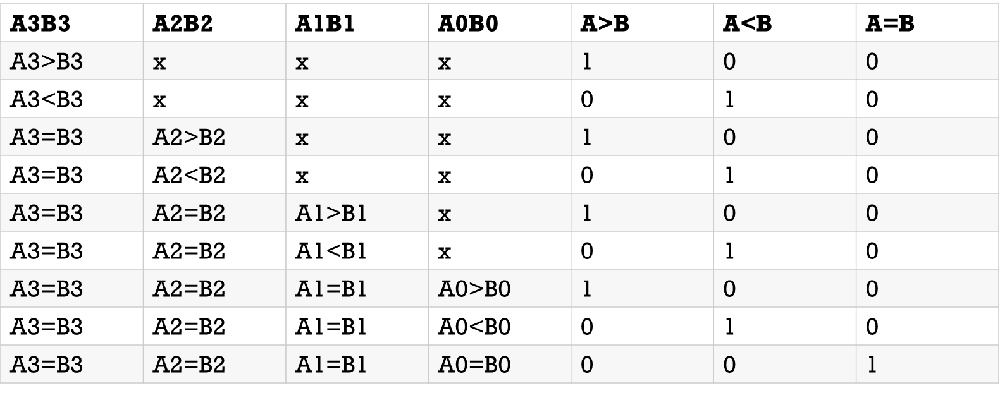 A3B3 A2B2 A1B1 A0B0 A>B A<B A=B
A3>B3 x x x 1 0 0
A3<B3 x x x 0 1 0
A3=B3 A2>B2 x x 1 0 0
A3=B3 A2<B2 x x 0 1 0
A3=B3 A2=B2 A1>B1 x 1 0 0
A3=B3 A2=B2 A1<B1 x 0 1 0
A3=B3 A2=B2 A1=B1 A0>B0 1 0 0
A3=B3 A2=B2 A1=B1 A0<B0 0 1 0
A3=B3 A2=B2 A1=B1 A0=B0 0 0 1